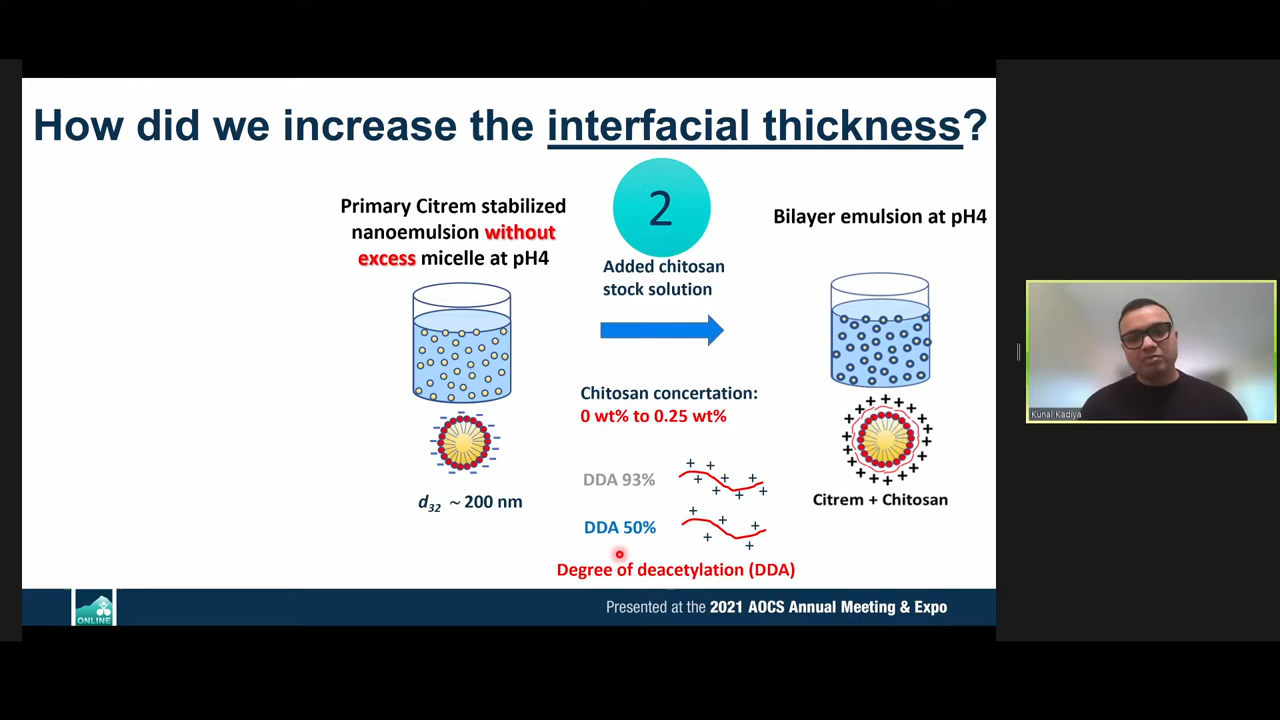 How did we increase the interfacial thickness?
Primary Citrem stabilized
nanoemulsion without
excess micelle at pH4
2
Added chitosan
stock solution
Bilayer emulsion at pH4
Chitosan concertation:
0 wt% to 0.25 wt%
DDA 93%
DDA 50%
Degree of deacetylation (DDA)
d32 ~ 200 nm
Citrem + Chitosan
Kunal Kadiya
ONLINE
Presented at the 2021 AOCS Annual Meeting & Expo